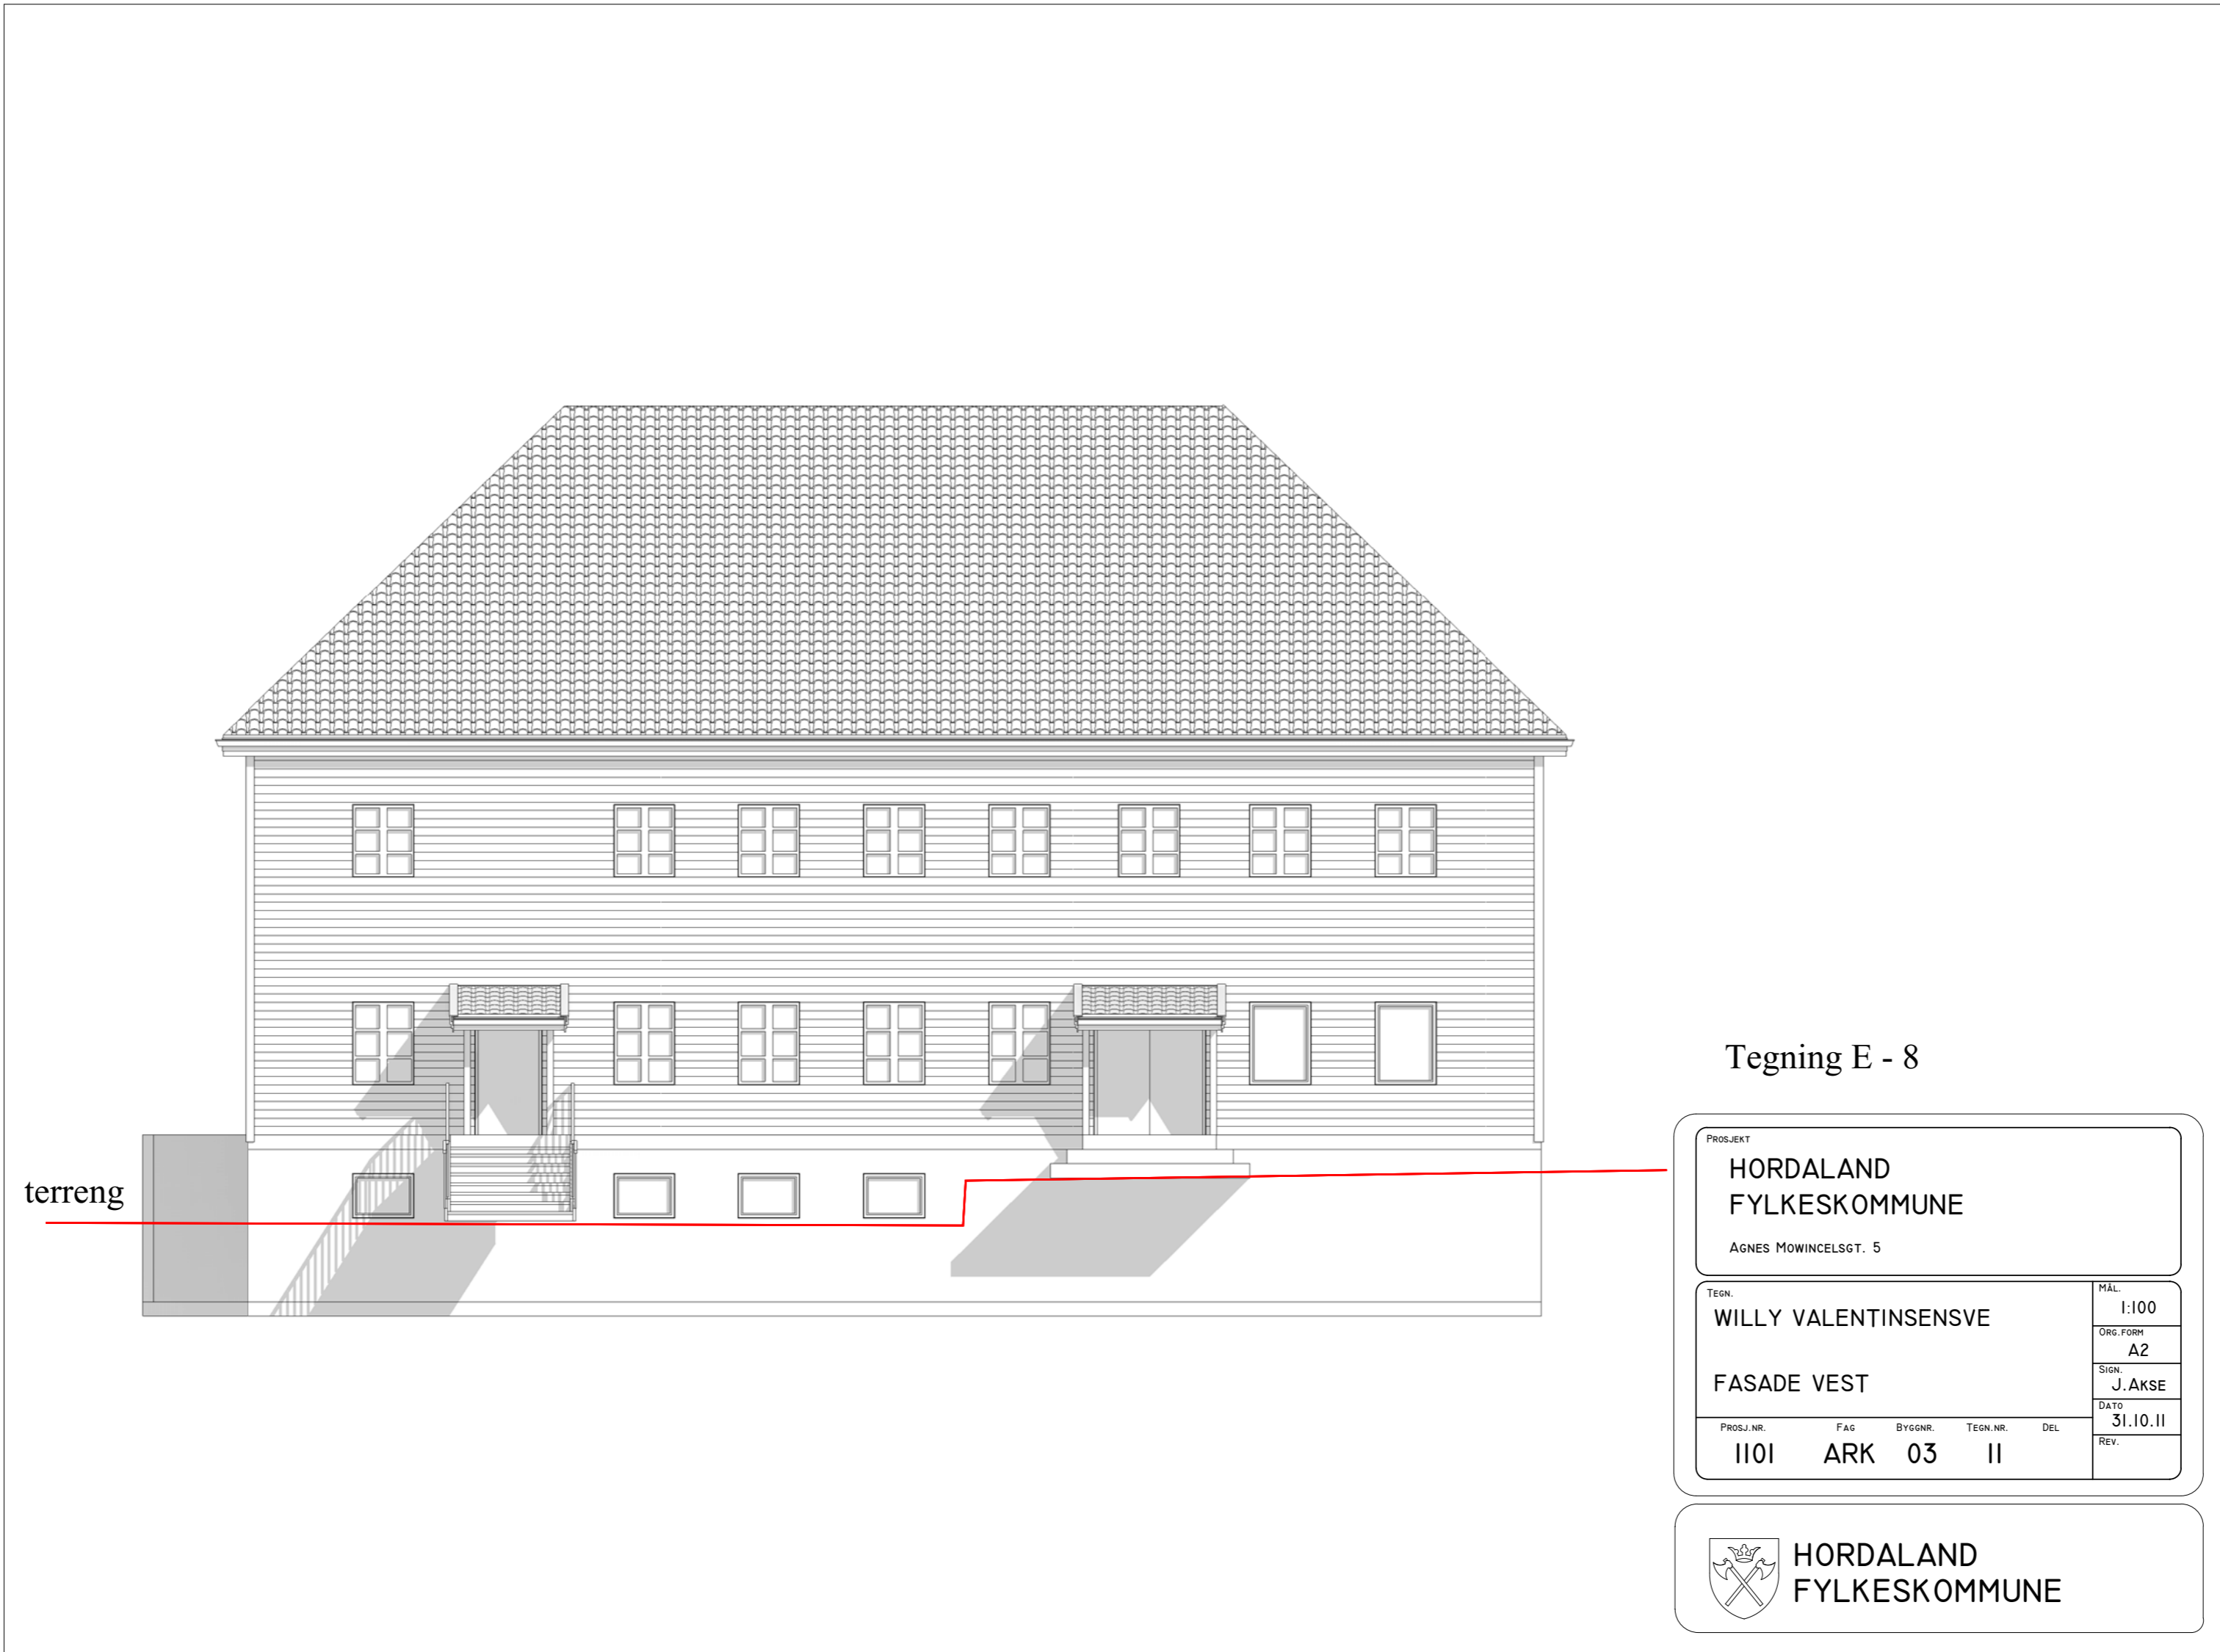 terreng
Tegning E - 8
PROSJEKT
HORDALAND
FYLKESKOMMUNE
AGNES MOWINCELSGT. 5
TEGN.
WILLY VALENTINSENSVE
FASADE VEST
MÅL.
1:100
ORG.FORM
A2
SIGN.
J.AKSE
DATO
31.10.11
REV.
PROSJ.NR. FAG BYGGNR. TEGN.NR. DEL
1101 ARK 03 11
HORDALAND
FYLKESKOMMUNE